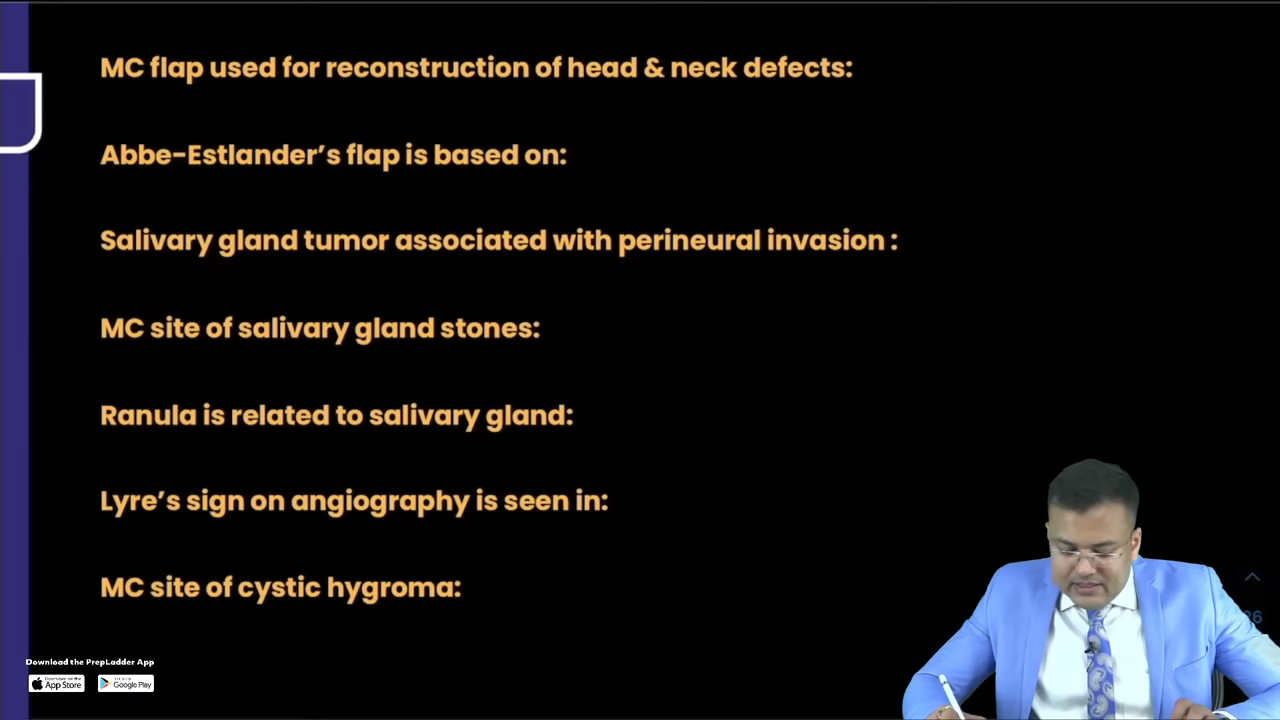 MC flap used for reconstruction of head & neck defects:
Abbe-Estlander’s flap is based on:
Salivary gland tumor associated with perineural invasion :
MC site of salivary gland stones:
Ranula is related to salivary gland:
Lyre’s sign on angiography is seen in:
MC site of cystic hygroma:
26
Download the PrepLadder App
App Store
Google Play